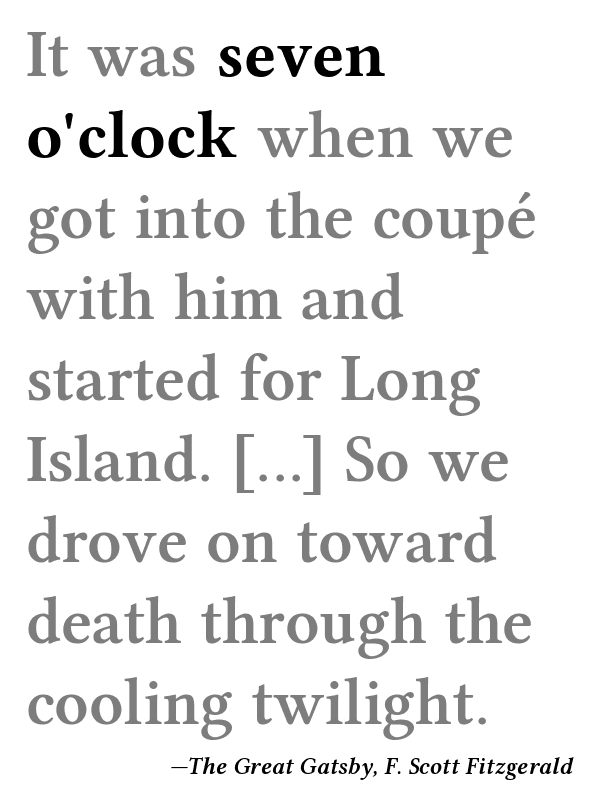 It was seven
o'clock when we
got into the coupé
with him and
started for Long
Island. [...] So we
drove on toward
death through the
cooling twilight.
—The Great Gatsby, F. Scott Fitzgerald